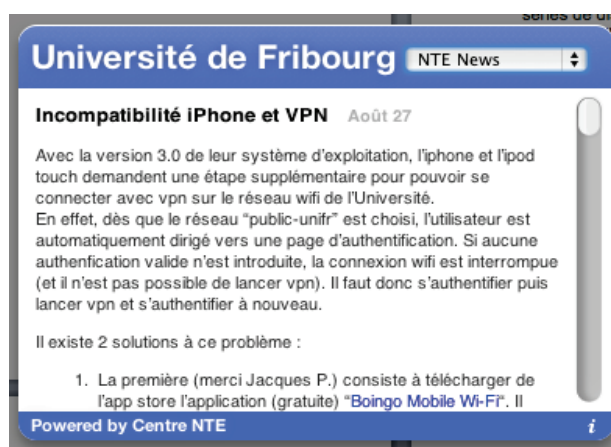 séries de di
Université de Fribourg NTE News
Incompatibilité iPhone et VPN Août 27
Avec la version 3.0 de leur système d'exploitation, l'iphone et l'ipod
touch demandent une étape supplémentaire pour pouvoir se
connecter avec vpn sur le réseau wifi de l'Université.
En effet, dès que le réseau “public-unifr” est choisi, l'utilisateur est
automatiquement dirigé vers une page d'authentification. Si aucune
authenfication valide n'est introduite, la connexion wifi est interrompue
(et il n'est pas possible de lancer vpn). Il faut donc s'authentifier puis
lancer vpn et s'authentifier à nouveau.
Il existe 2 solutions à ce problème :
1. La première (merci Jacques P.) consiste à télécharger de
l'app store l'application (gratuite) “Boingo Mobile Wi-Fi“. Il
Powered by Centre NTE i